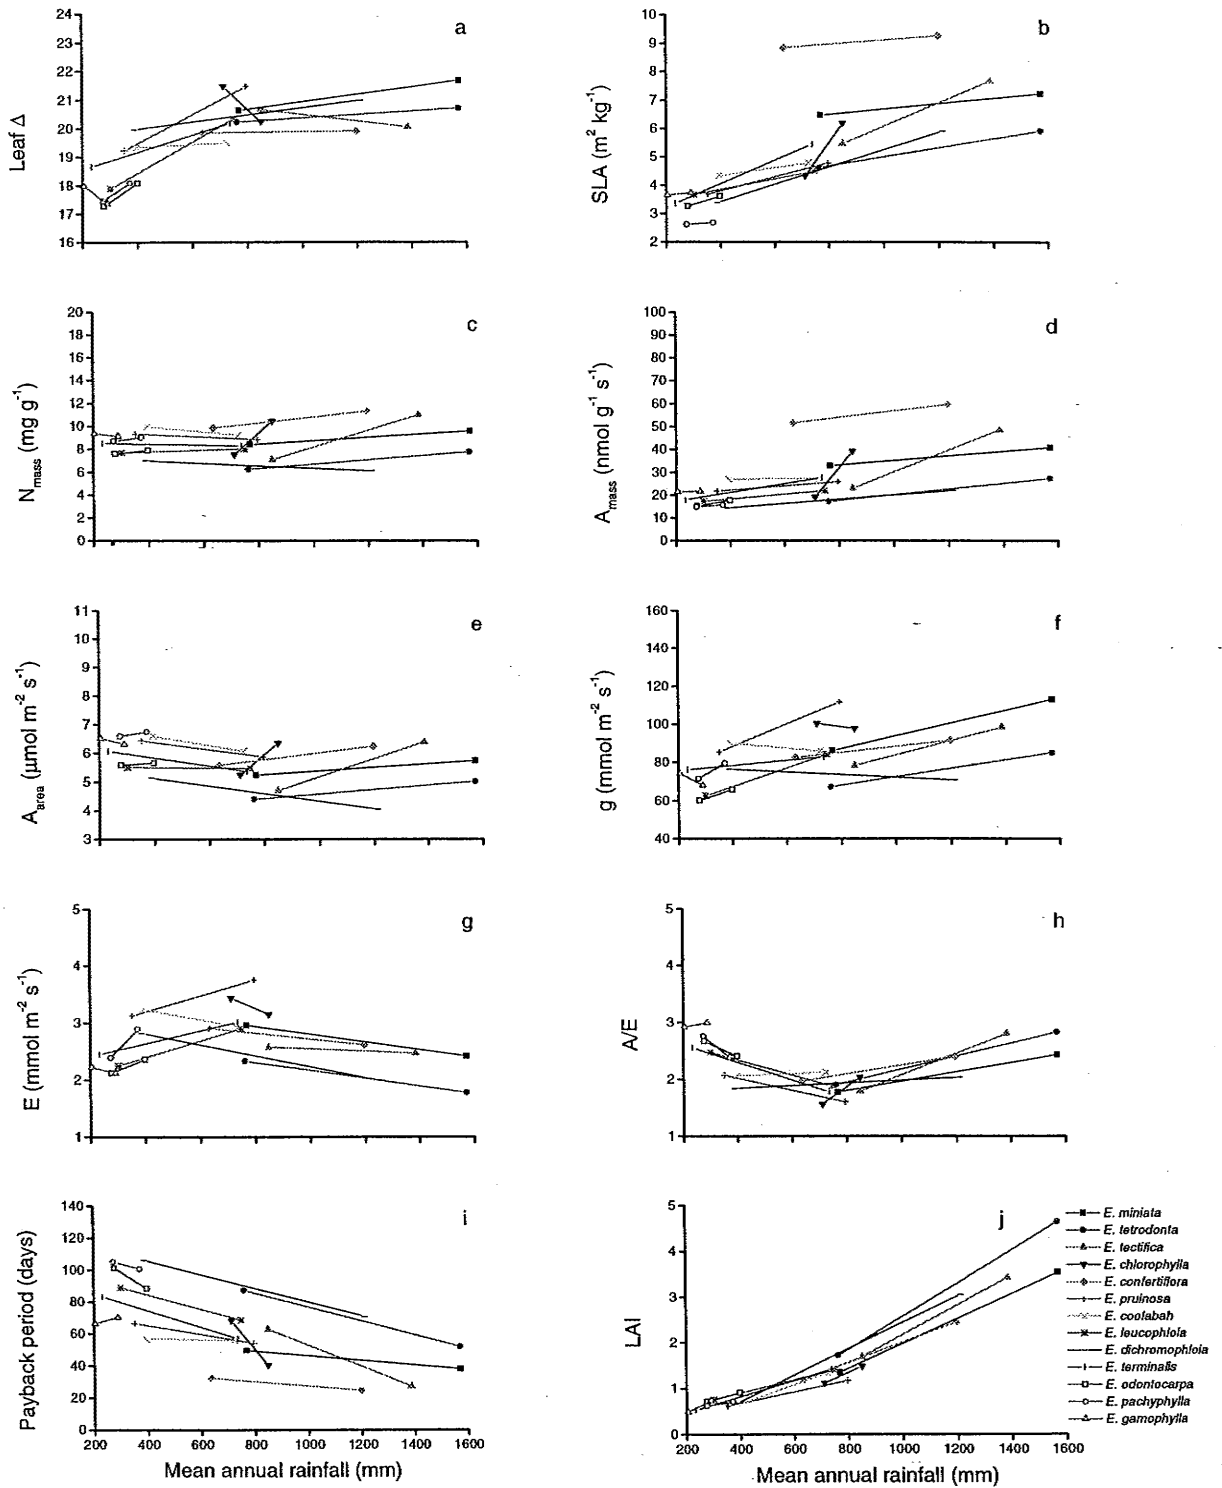 a
Leaf Δ
24
23
22
21
20
19
18
17
16
b
SLA (m² kg⁻¹)
10
9
8
7
6
5
4
3
2
c
N mass (mg g⁻¹)
20
18
16
14
12
10
8
6
4
2
0
d
A mass (nmol g⁻¹ s⁻¹)
100
90
80
70
60
50
40
30
20
10
0
e
A area (µmol m⁻² s⁻¹)
11
10
9
8
7
6
5
4
3
f
g (mmol m⁻² s⁻¹)
160
140
120
100
80
60
40
g
E (mmol m⁻² s⁻¹)
5
4
3
2
1
h
A/E
5
4
3
2
1
i
Payback period (days)
140
120
100
80
60
40
20
0
200 400 600 800 1000 1200 1400 1600
Mean annual rainfall (mm)
j
LAI
5
4
3
2
1
0
200 400 600 800 1000 1200 1400 1600
Mean annual rainfall (mm)
E. miniata
E. tetrodonta
E. tectifica
E. chlorophylla
E. confertiflora
E. pruinosa
E. coolabah
E. leucophloia
E. dichromophloia
E. terminalis
E. odontocarpa
E. pachyphylla
E. gamophylla